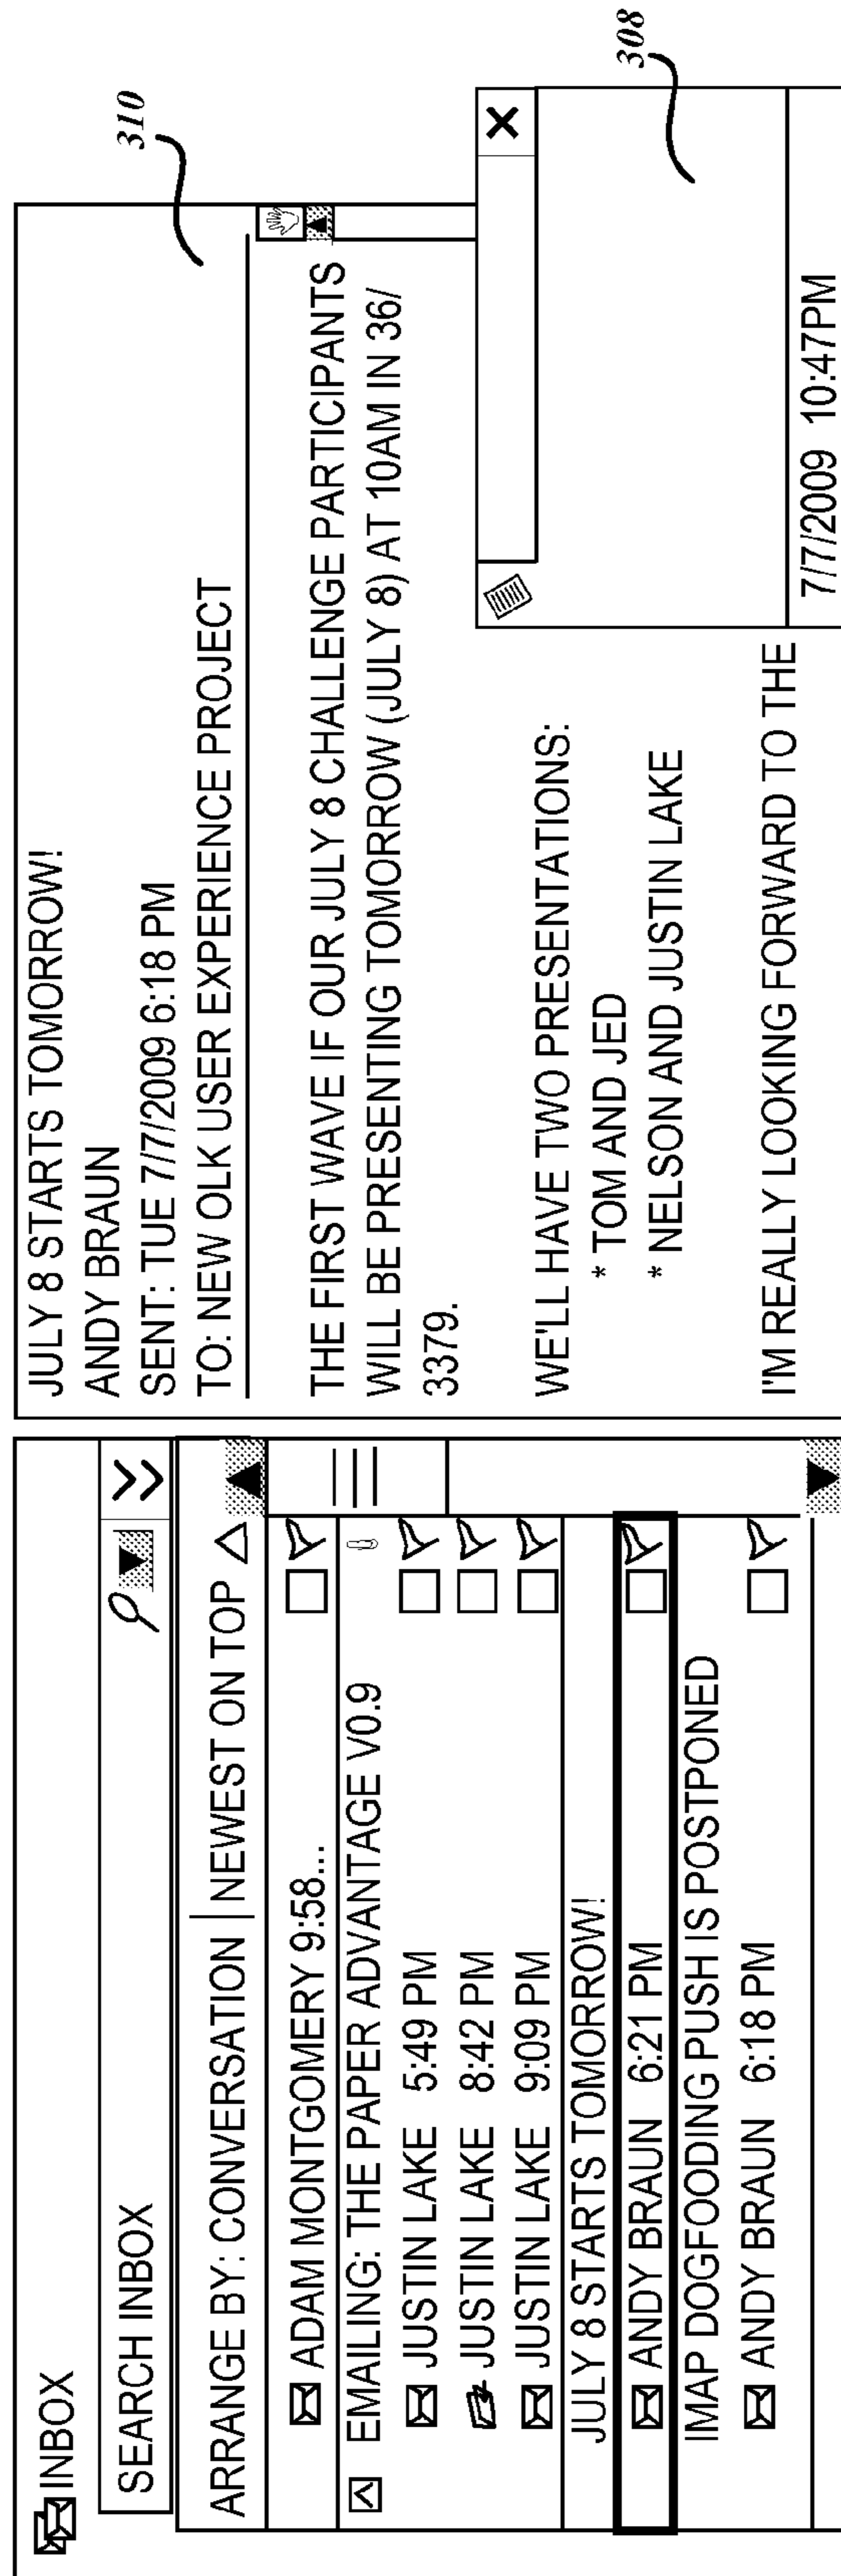 INBOX
SEARCH INBOX
ARRANGE BY: CONVERSATION | NEWEST ON TOP
ADAM MONTGOMERY 9:58...
EMAILING: THE PAPER ADVANTAGE V0.9
JUSTIN LAKE 5:49 PM
JUSTIN LAKE 8:42 PM
JUSTIN LAKE 9:09 PM
JULY 8 STARTS TOMORROW!
ANDY BRAUN 6:21 PM
IMAP DOGFOODING PUSH IS POSTPONED
ANDY BRAUN 6:18 PM
JULY 8 STARTS TOMORROW!
ANDY BRAUN
SENT: TUE 7/7/2009 6:18 PM
TO: NEW OLK USER EXPERIENCE PROJECT
310
THE FIRST WAVE IF OUR JULY 8 CHALLENGE PARTICIPANTS
WILL BE PRESENTING TOMORROW (JULY 8) AT 10AM IN 36/
3379.
WE'LL HAVE TWO PRESENTATIONS:
* TOM AND JED
* NELSON AND JUSTIN LAKE
I'M REALLY LOOKING FORWARD TO THE
308
7/7/2009 10:47PM